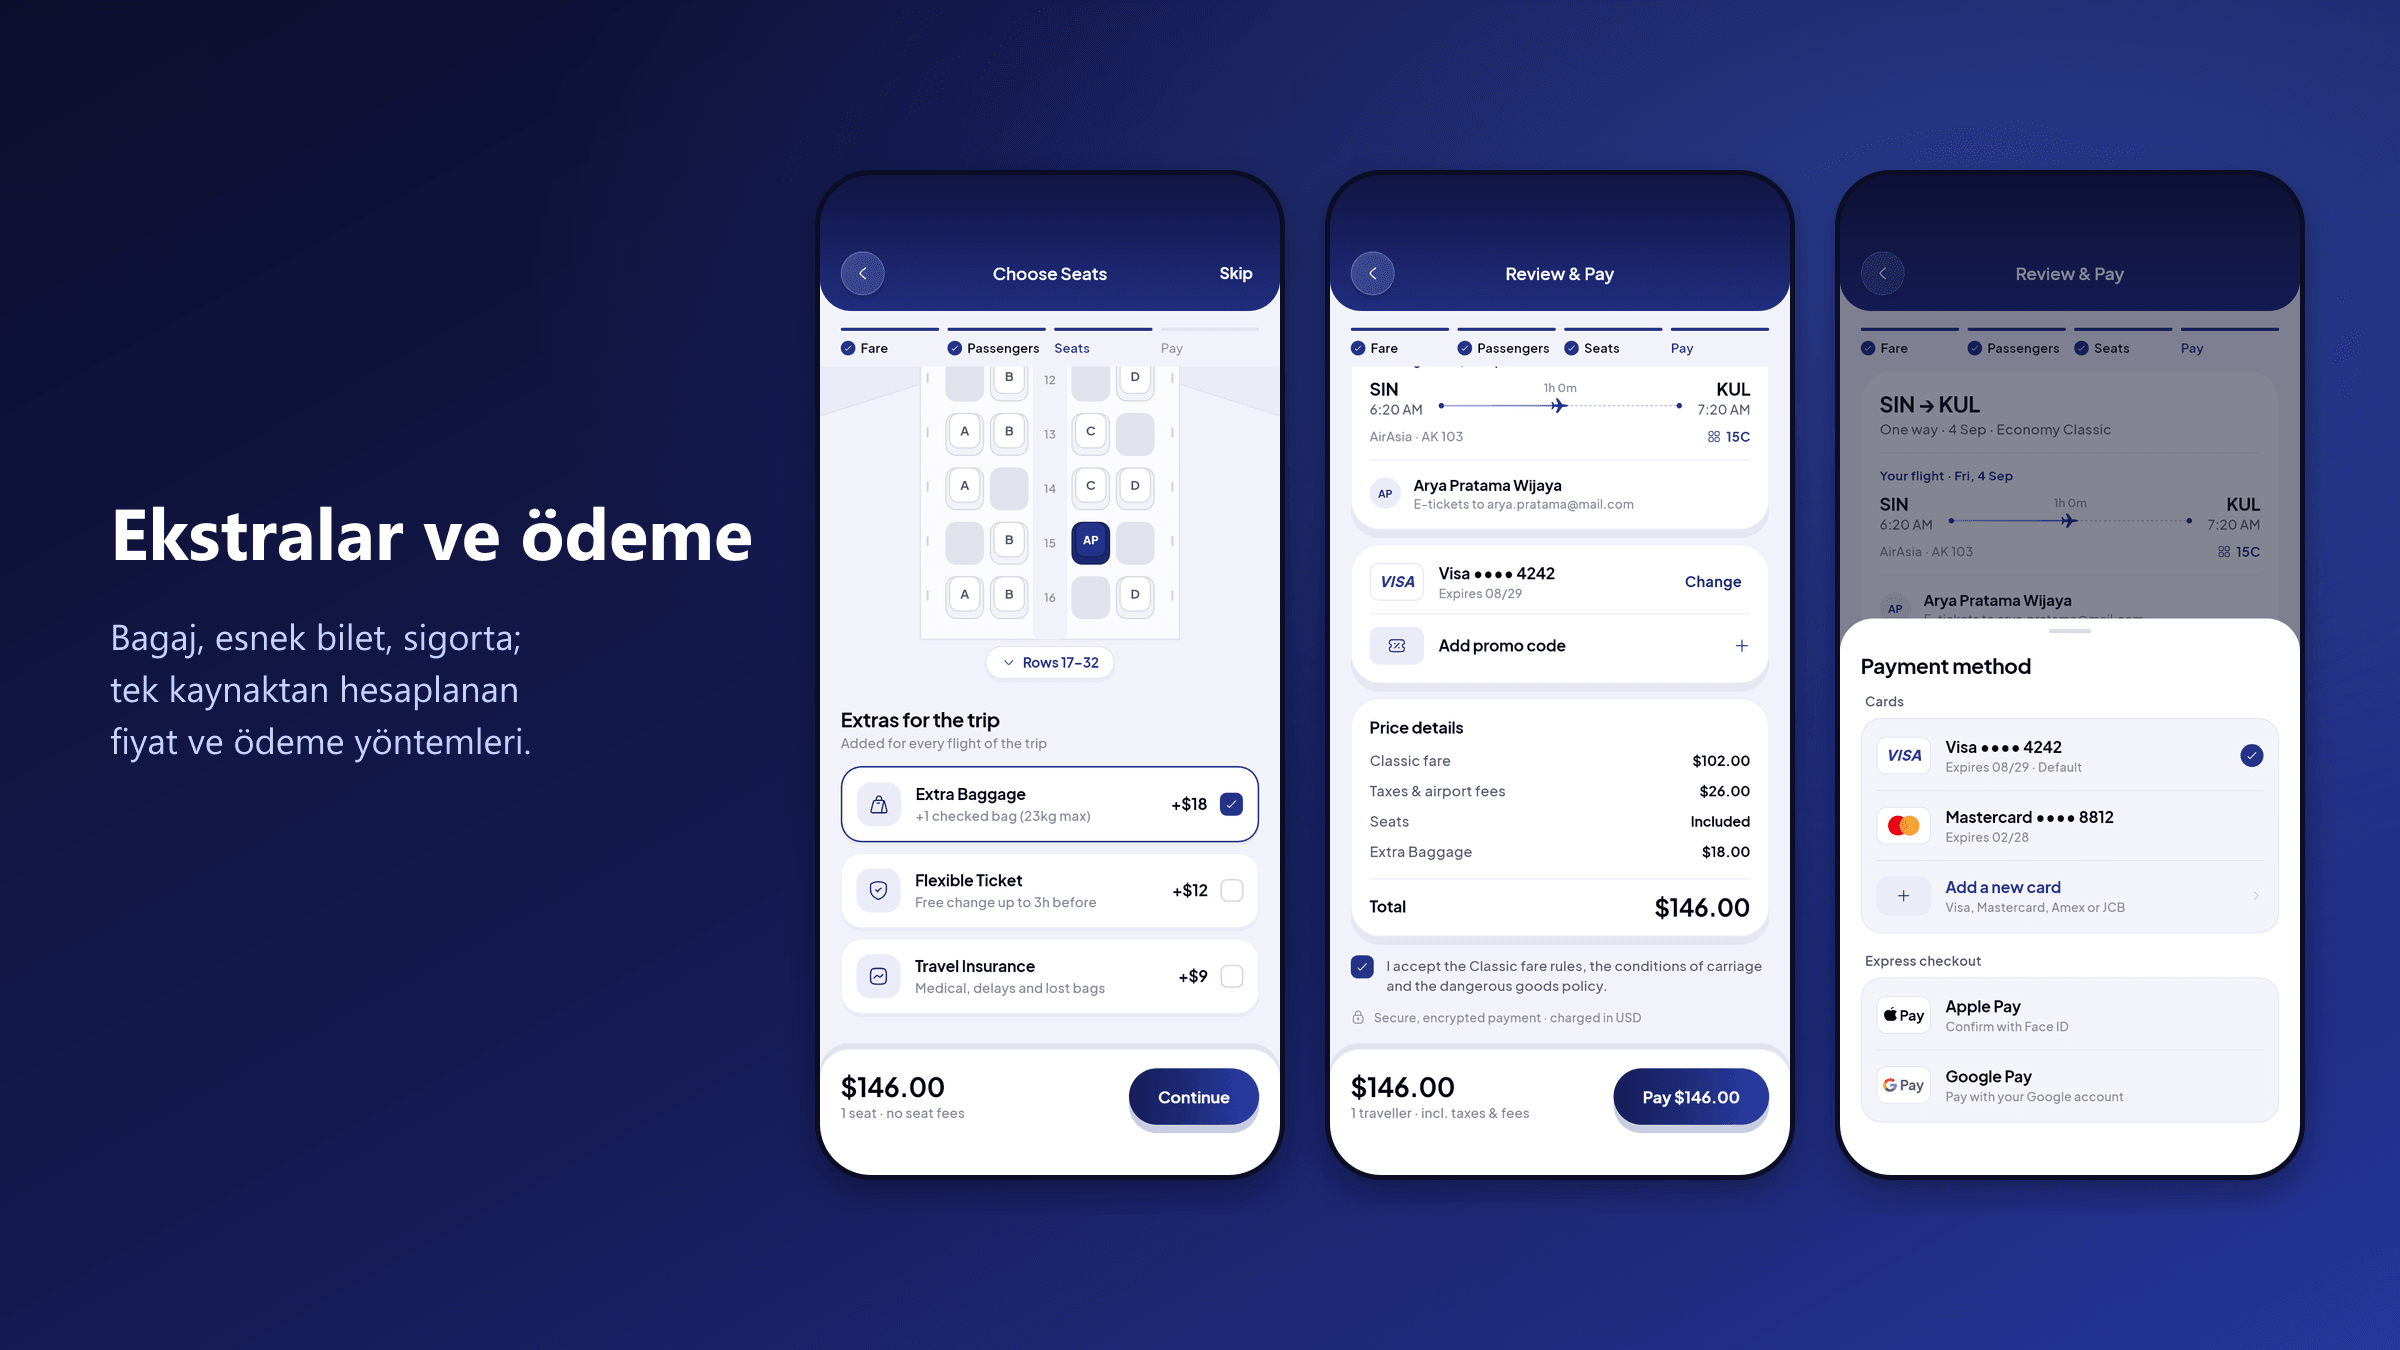 Ekstralar ve ödeme
Bagaj, esnek bilet, sigorta;
tek kaynaktan hesaplanan
fiyat ve ödeme yöntemleri.
Choose Seats
Skip
Fare
Passengers
Seats
Pay
B 12 D
A B 13 C
A 14 C D
B 15 AP
A B 16 D
Rows 17–32
Extras for the trip
Added for every flight of the trip
Extra Baggage
+1 checked bag (23kg max)
+$18
Flexible Ticket
Free change up to 3h before
+$12
Travel Insurance
Medical, delays and lost bags
+$9
$146.00
1 seat · no seat fees
Continue
Review & Pay
Fare
Passengers
Seats
Pay
SIN
1h 0m
KUL
6:20 AM
7:20 AM
AirAsia · AK 103
15C
AP
Arya Pratama Wijaya
E-tickets to arya.pratama@mail.com
VISA
Visa •••• 4242
Expires 08/29
Change
Add promo code
Price details
Classic fare $102.00
Taxes & airport fees $26.00
Seats Included
Extra Baggage $18.00
Total $146.00
I accept the Classic fare rules, the conditions of carriage
and the dangerous goods policy.
Secure, encrypted payment · charged in USD
$146.00
1 traveller · incl. taxes & fees
Pay $146.00
Review & Pay
Fare
Passengers
Seats
Pay
SIN → KUL
One way · 4 Sep · Economy Classic
Your flight · Fri, 4 Sep
SIN
1h 0m
KUL
6:20 AM
7:20 AM
AirAsia · AK 103
15C
AP
Arya Pratama Wijaya
Payment method
Cards
VISA
Visa •••• 4242
Expires 08/29 · Default
Mastercard •••• 8812
Expires 02/28
Add a new card
Visa, Mastercard, Amex or JCB
Express checkout
Pay
Apple Pay
Confirm with Face ID
G Pay
Google Pay
Pay with your Google account